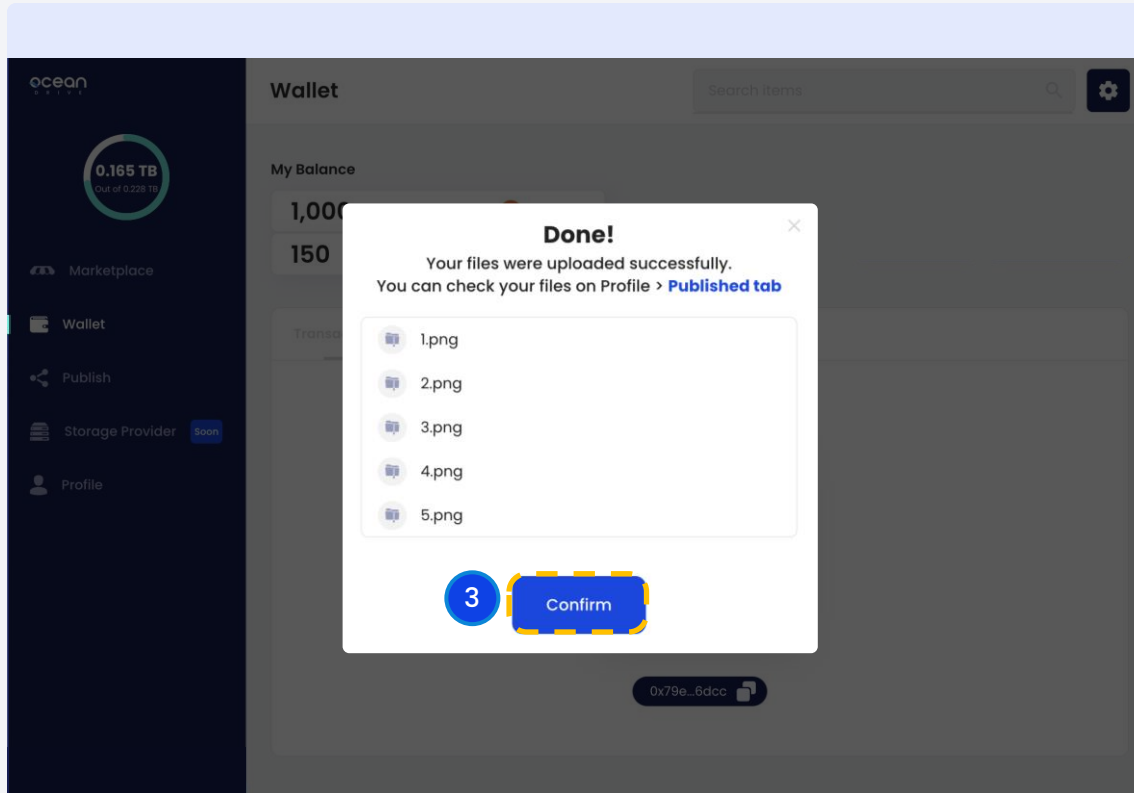 ocean
DRIVE
Wallet
Search items
0.165 TB
Out of 0.228 TB
My Balance
1,000
150
Marketplace
Wallet
Publish
Storage Provider Soon
Profile
Transa
Done!
Your files were uploaded successfully.
You can check your files on Profile > Published tab
1.png
2.png
3.png
4.png
5.png
3
Confirm
0x79e...6dcc